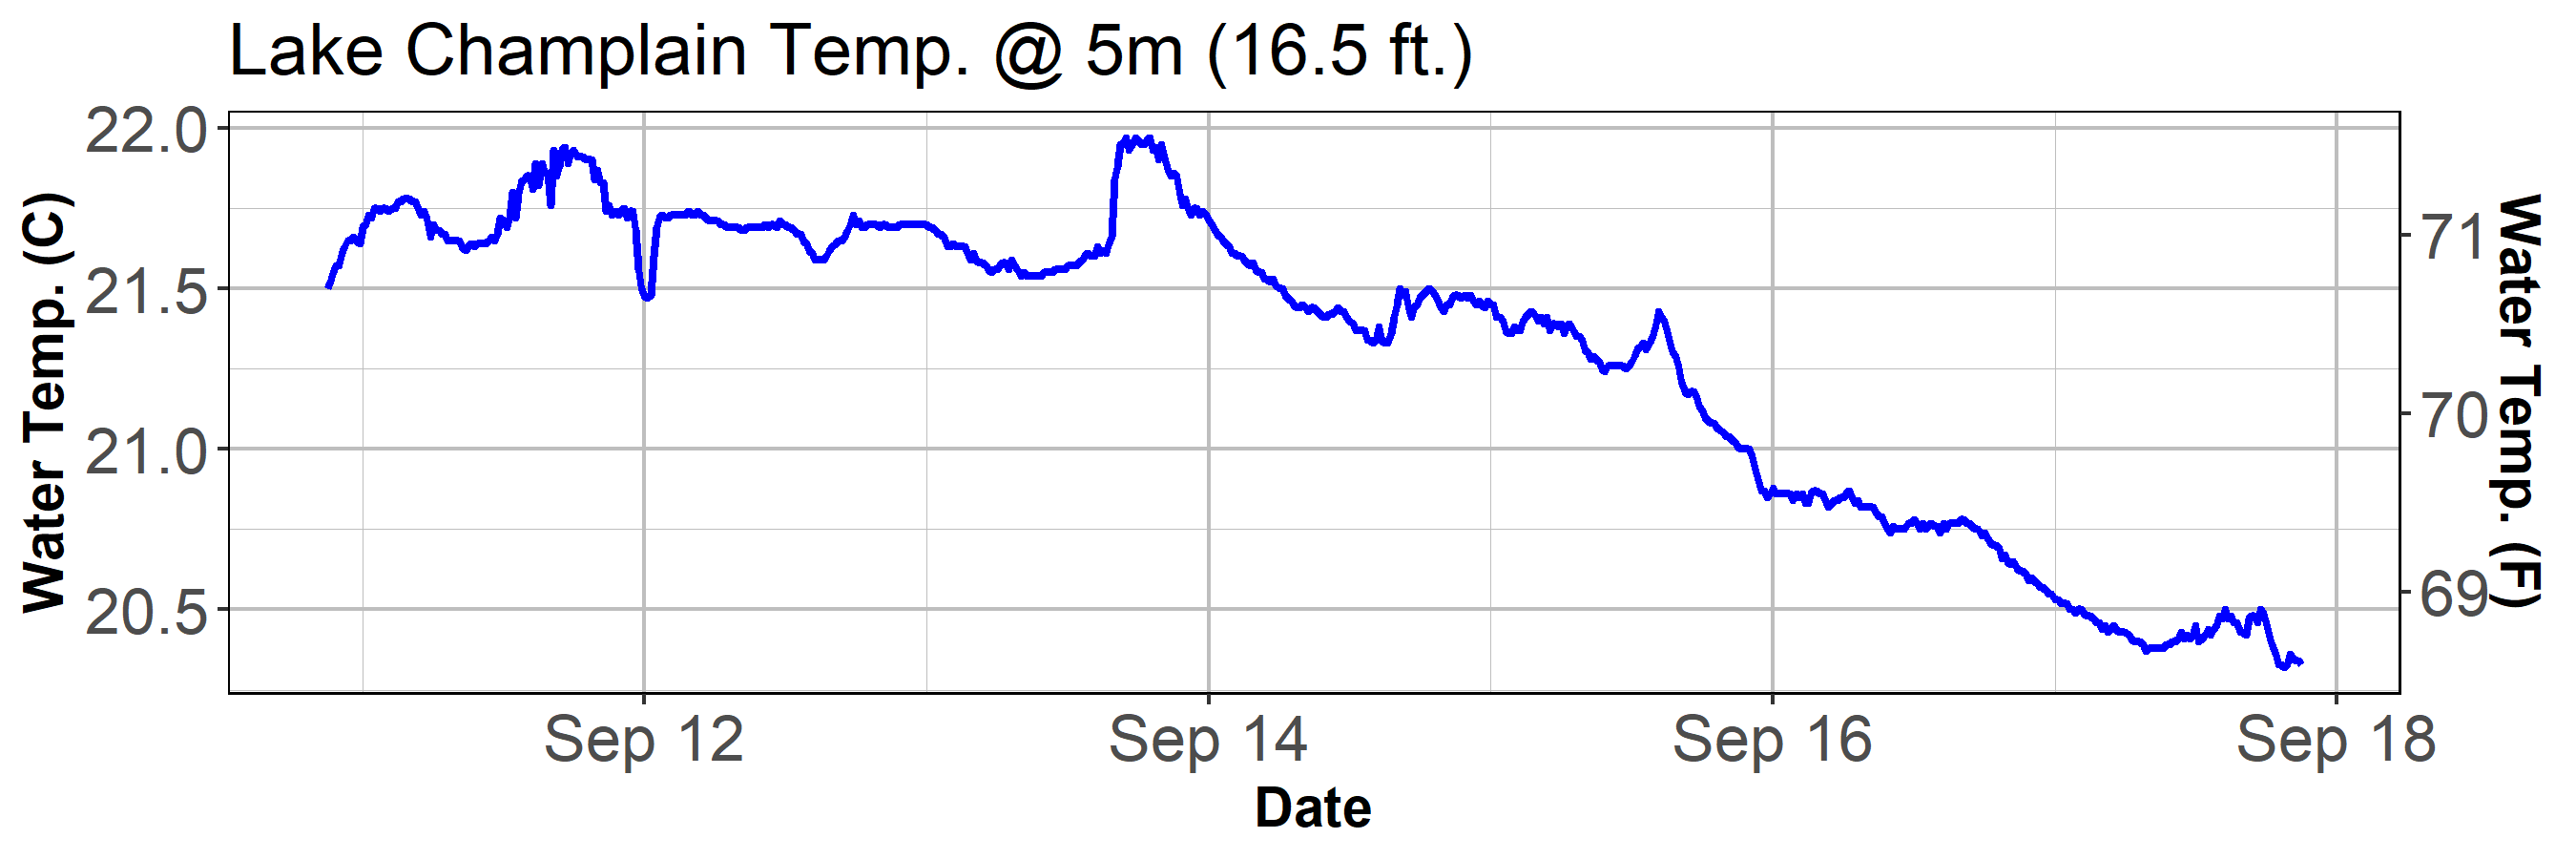 Lake Champlain Temp. @ 5m (16.5 ft.)
Water Temp. (C)
22.0
21.5
21.0
20.5
71
70
69
Water Temp. (F)
Sep 12
Sep 14
Sep 16
Sep 18
Date